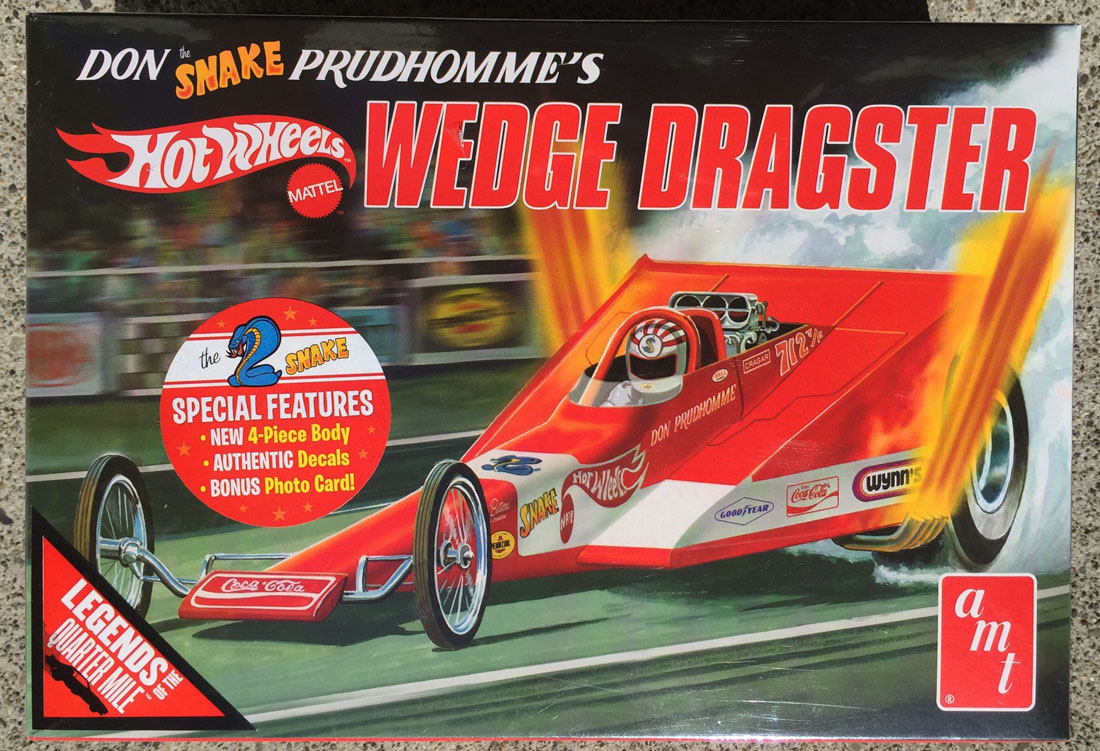 DON the SNAKE PRUDHOMME'S
HOT WHEELS™
MATTEL
WEDGE DRAGSTER
the SNAKE
SPECIAL FEATURES
• NEW 4-Piece Body
• AUTHENTIC Decals
• BONUS Photo Card!
CRAGAR
DON PRUDHOMME
HOT WHEELS
SNAKE
GOODYEAR
Coca-Cola
WYNN'S
Coca-Cola
LEGENDS OF THE
QUARTER MILE™
amt
®